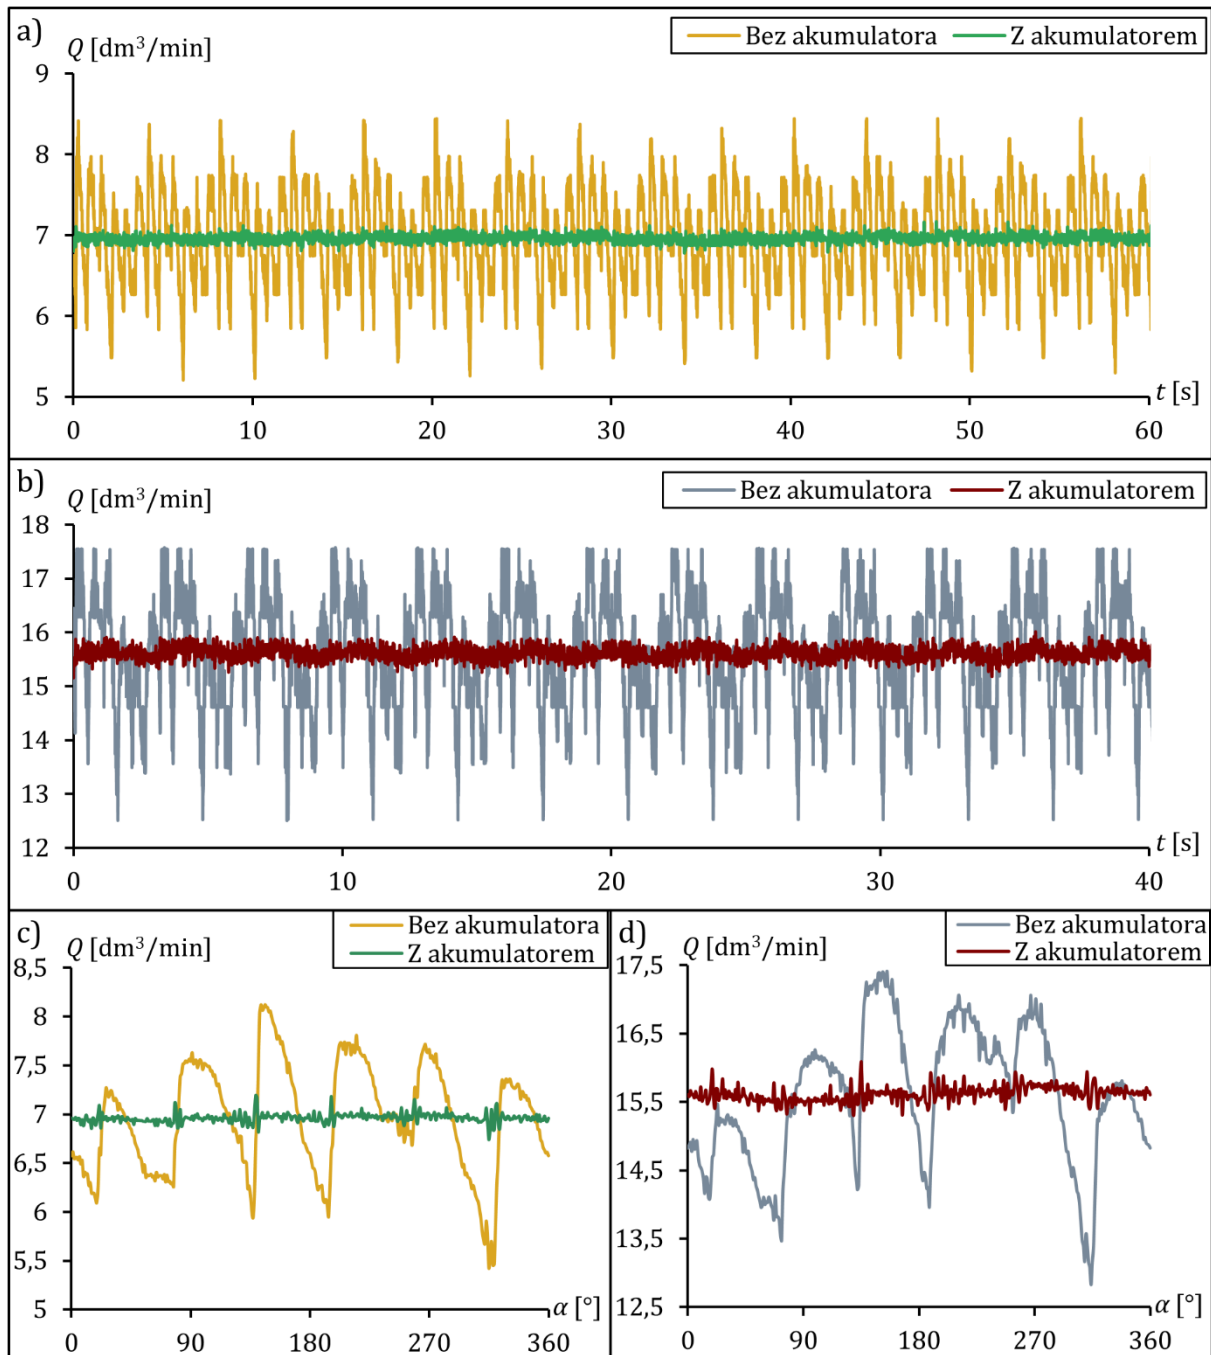 a)
Q [dm³/min]
Bez akumulatora
Z akumulatorem
9
8
7
6
5
t [s]
0 10 20 30 40 50 60
b)
Q [dm³/min]
Bez akumulatora
Z akumulatorem
18
17
16
15
14
13
12
t [s]
0 10 20 30 40
c)
Q [dm³/min]
Bez akumulatora
Z akumulatorem
8,5
8
7,5
7
6,5
6
5,5
5
α [°]
0 90 180 270 360
d)
Q [dm³/min]
Bez akumulatora
Z akumulatorem
17,5
16,5
15,5
14,5
13,5
12,5
α [°]
0 90 180 270 360